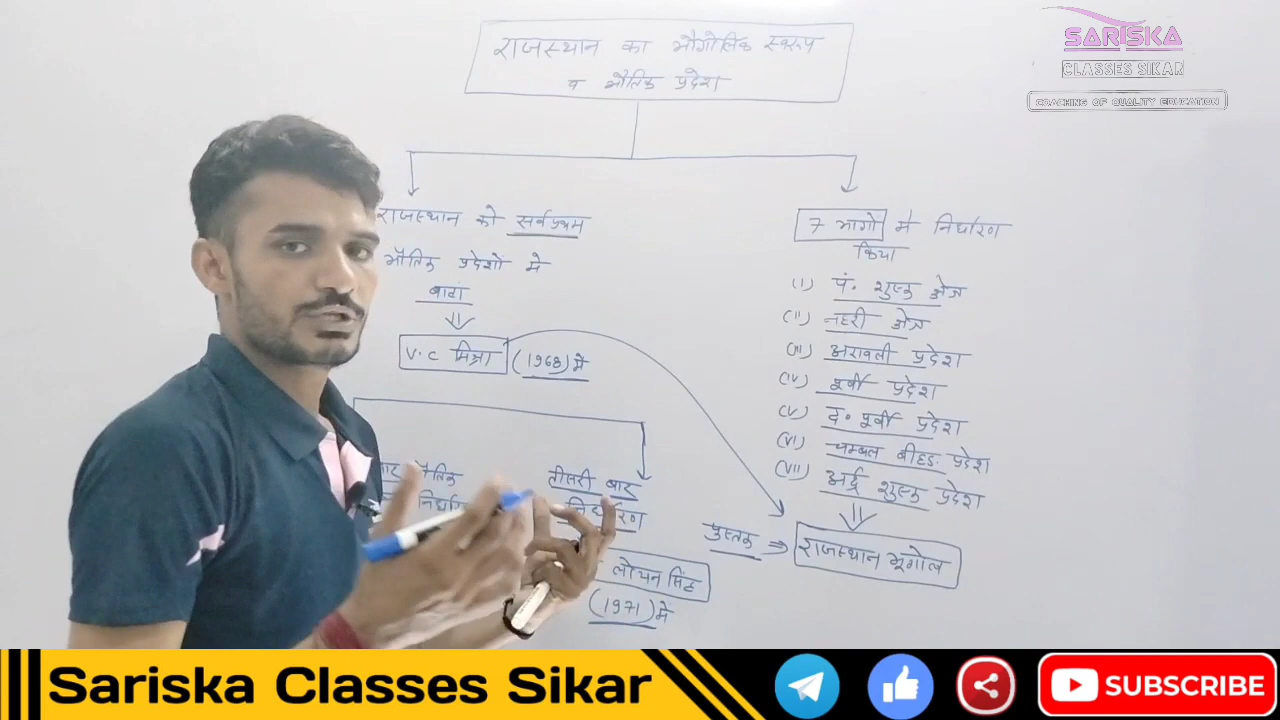 राजस्थान का भौगोलिक स्वरूप
व भौतिक प्रदेश
SARISKA
CLASSES SIKAR
COACHING OF QUALITY EDUCATION
राजस्थान को सर्वप्रथम
भौतिक प्रदेशो मे
बाटां
V.C मिश्रा (1968) मे
भौतिक
तीसरी बार
निर्धारण
लोचन सिंह
(1971) मे
7 भागो मे निर्धारण
किया
(I) पं. शुष्क क्षेत्र
(II) नहरी क्षेत्र
(III) अरावली प्रदेश
(IV) पूर्वी प्रदेश
(V) द. पूर्वी प्रदेश
(VI) चम्बल बीहड प्रदेश
(VII) अर्द्व शुष्क प्रदेश
पुस्तक ⇒ राजस्थान भूगोल
Sariska Classes Sikar
SUBSCRIBE